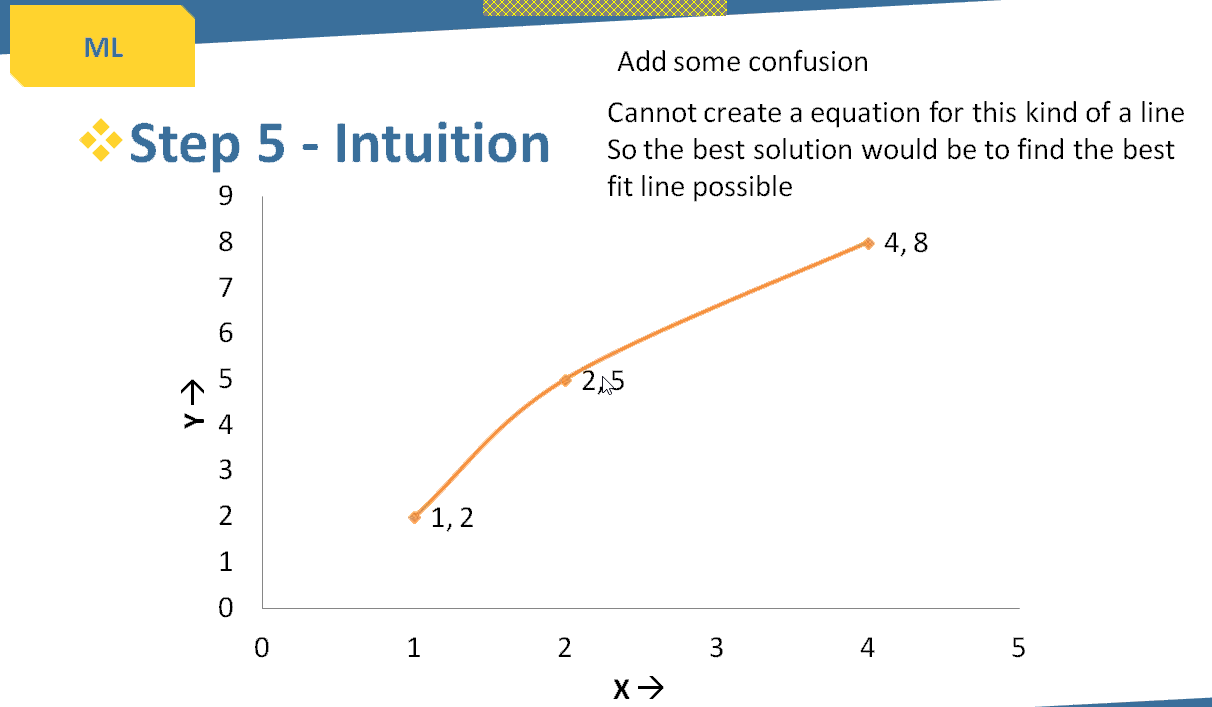 ML
Add some confusion
Cannot create a equation for this kind of a line
So the best solution would be to find the best
fit line possible
Step 5 - Intuition
9
8
7
6
5
4
3
2
1
0
Y →
4, 8
2, 5
1, 2
0 1 2 3 4 5
X →